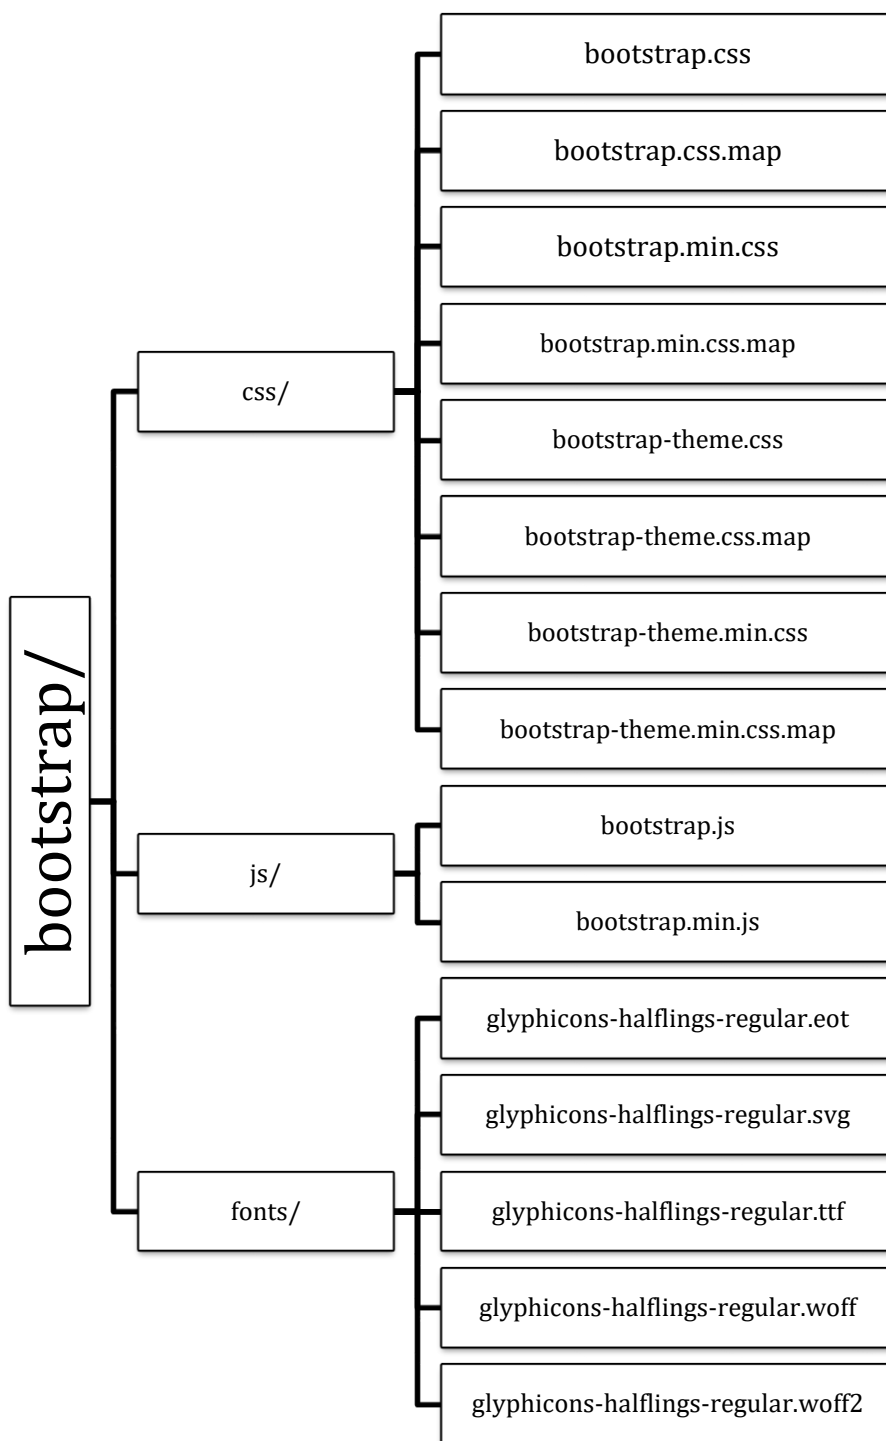 bootstrap/
css/
bootstrap.css
bootstrap.css.map
bootstrap.min.css
bootstrap.min.css.map
bootstrap-theme.css
bootstrap-theme.css.map
bootstrap-theme.min.css
bootstrap-theme.min.css.map
js/
bootstrap.js
bootstrap.min.js
fonts/
glyphicons-halflings-regular.eot
glyphicons-halflings-regular.svg
glyphicons-halflings-regular.ttf
glyphicons-halflings-regular.woff
glyphicons-halflings-regular.woff2